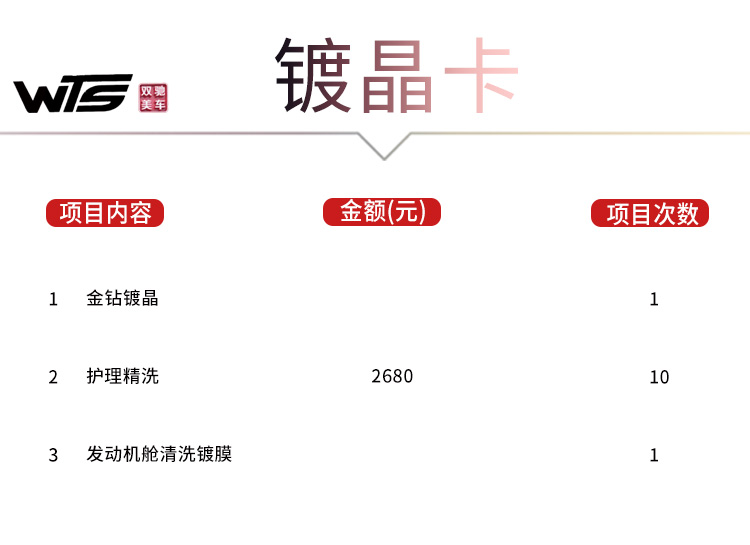 镀晶卡
WTS 双驰美车
项目内容 金额(元) 项目次数
1 金钻镀晶 1
2 护理精洗 2680 10
3 发动机舱清洗镀膜 1